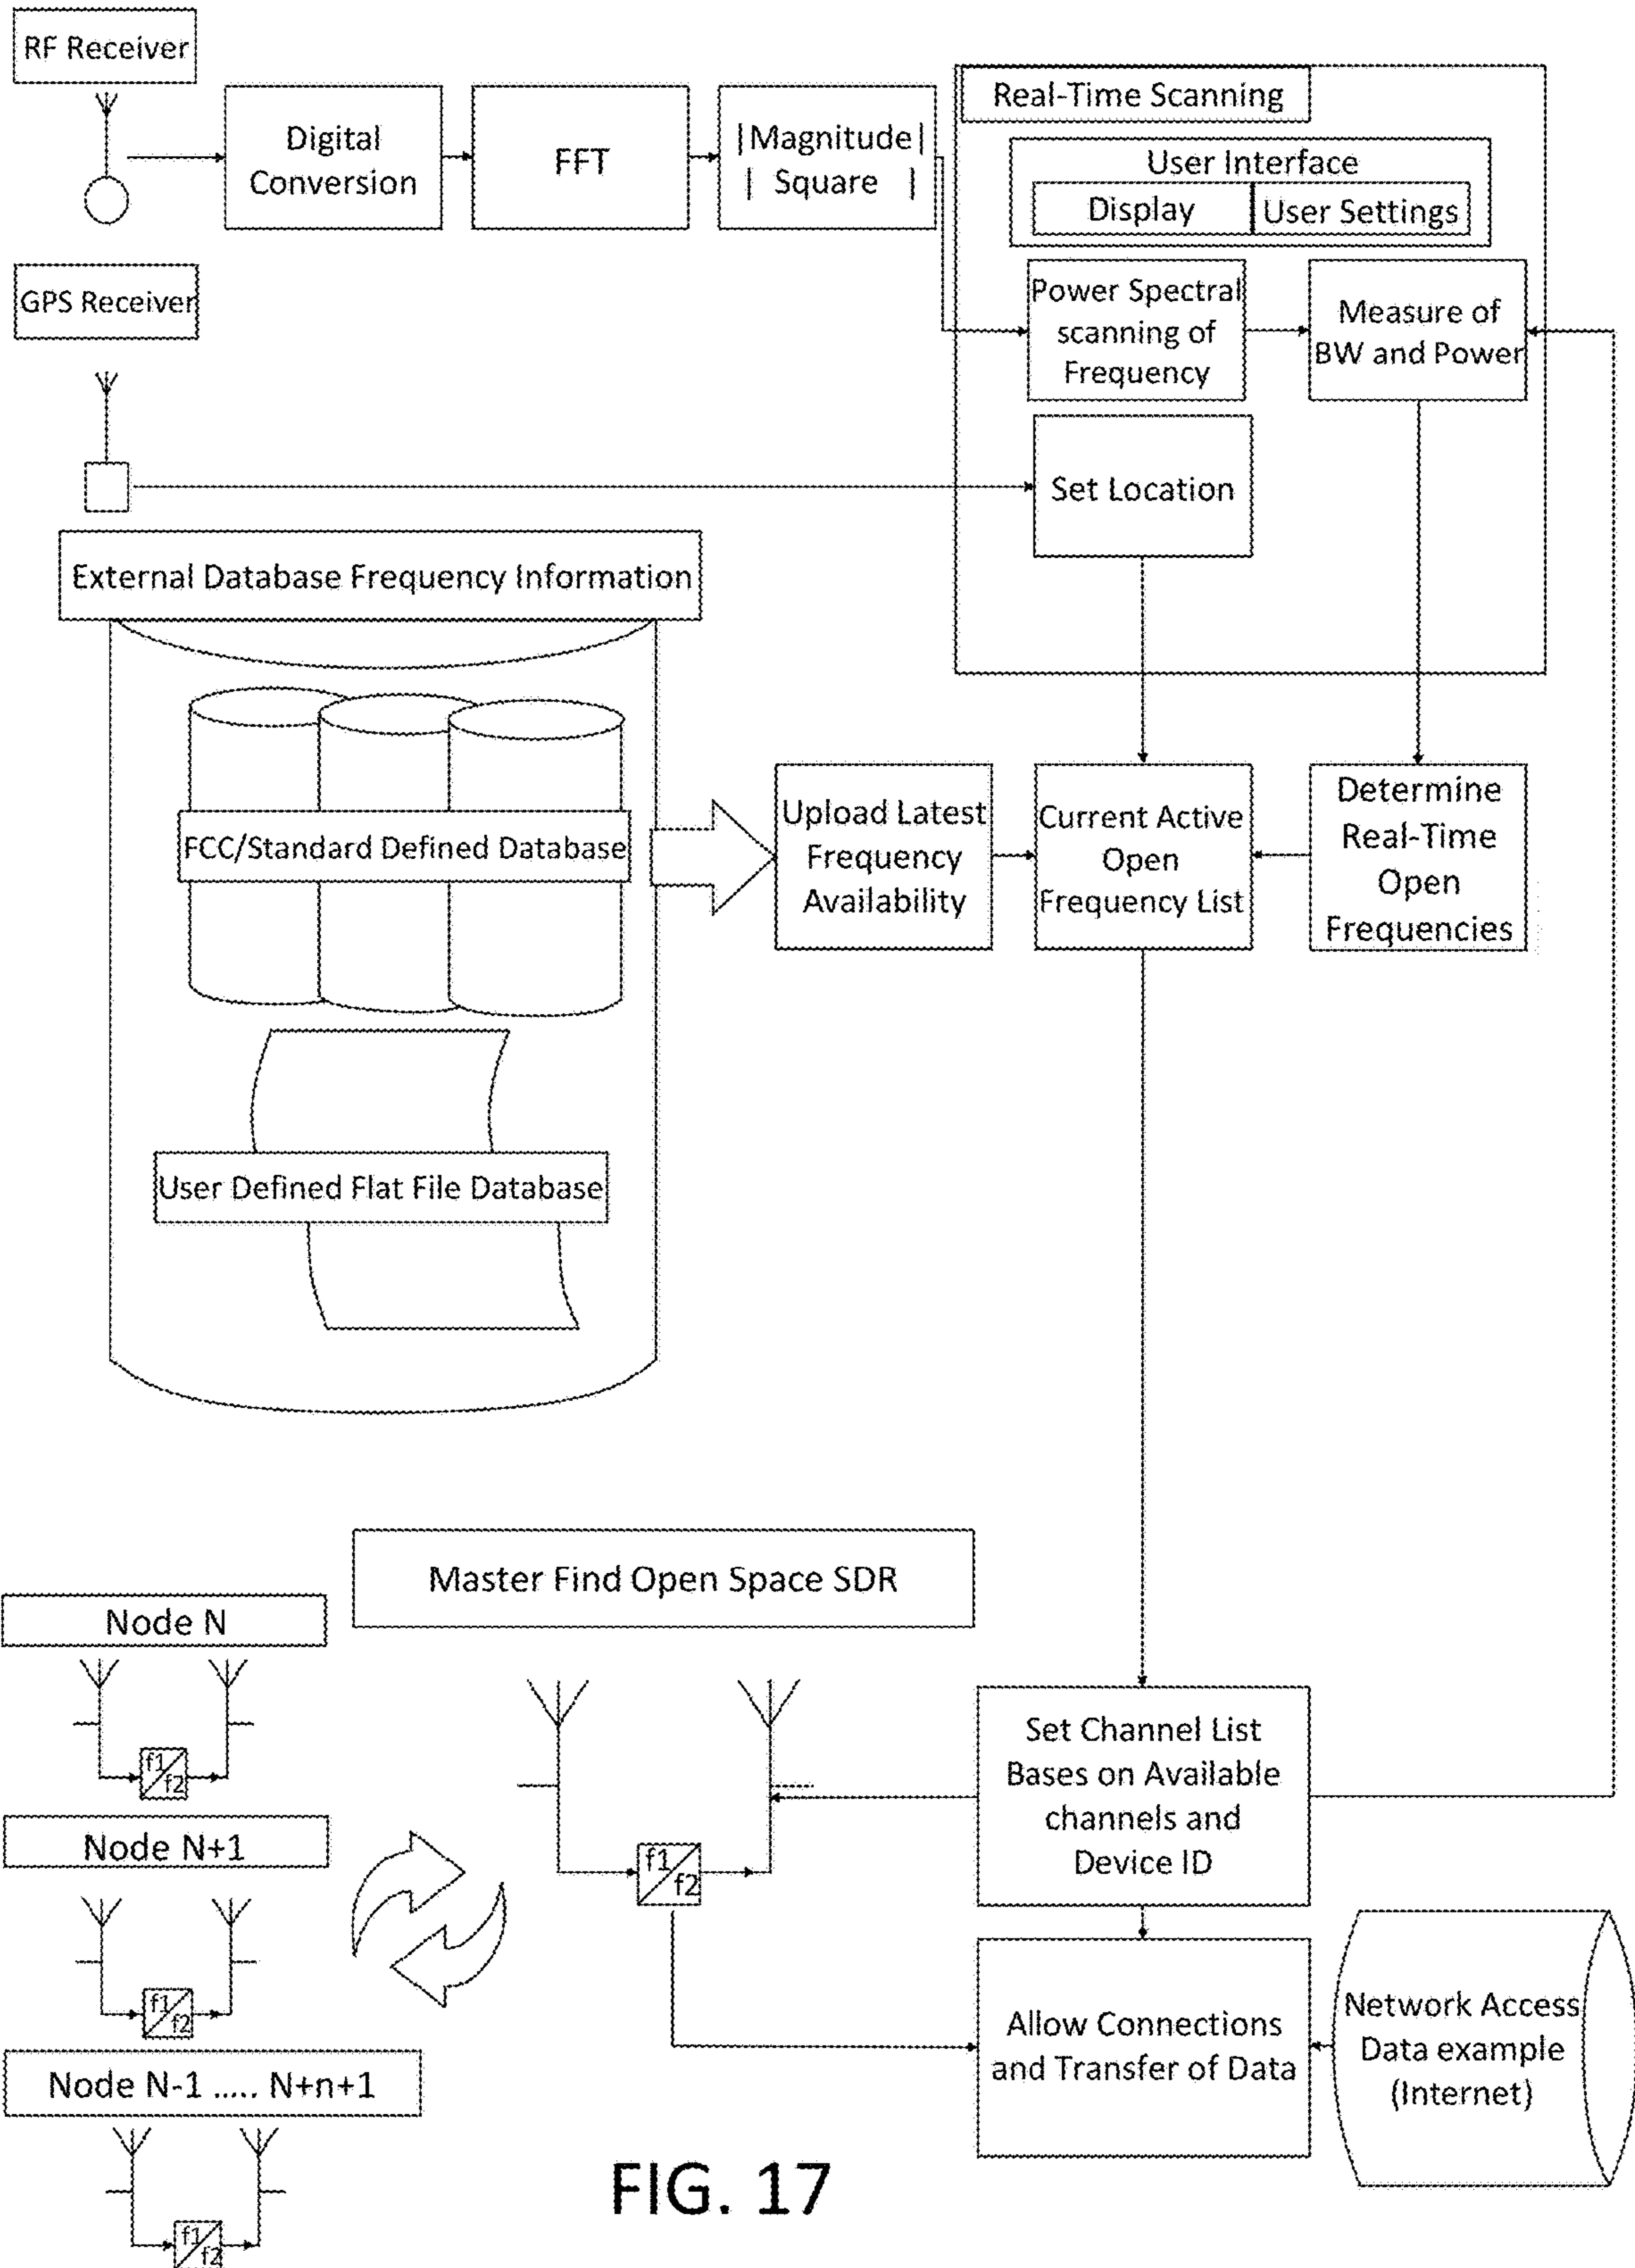 RF Receiver
Digital
Conversion
FFT
|Magnitude|
| Square |
Real-Time Scanning
User Interface
Display
User Settings
GPS Receiver
Power Spectral
scanning of
Frequency
Measure of
BW and Power
Set Location
External Database Frequency Information
FCC/Standard Defined Database
Upload Latest
Frequency
Availability
Current Active
Open
Frequency List
Determine
Real-Time
Open
Frequencies
User Defined Flat File Database
Master Find Open Space SDR
Node N
f1
f2
Node N+1
f1
f2
Node N-1 ..... N+n+1
f1
f2
f1
f2
Set Channel List
Bases on Available
channels and
Device ID
Allow Connections
and Transfer of Data
Network Access
Data example
(Internet)
FIG. 17